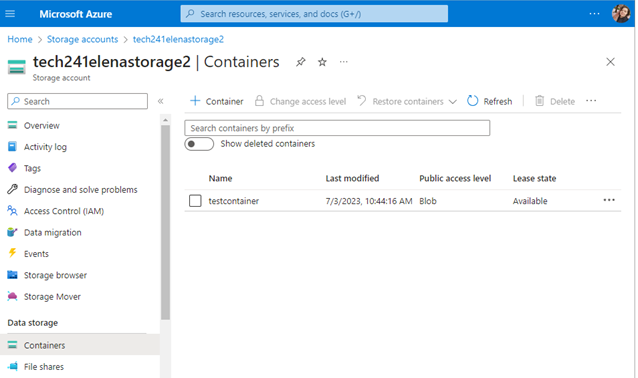 Microsoft Azure
Search resources, services, and docs (G+/)
Home > Storage accounts > tech241elenastorage2
tech241elenastorage2 | Containers
Storage account
Search
Container
Change access level
Restore containers
Refresh
Delete
Search containers by prefix
Show deleted containers
Name Last modified Public access level Lease state
testcontainer 7/3/2023, 10:44:16 AM Blob Available
Overview
Activity log
Tags
Diagnose and solve problems
Access Control (IAM)
Data migration
Events
Storage browser
Storage Mover
Data storage
Containers
File shares